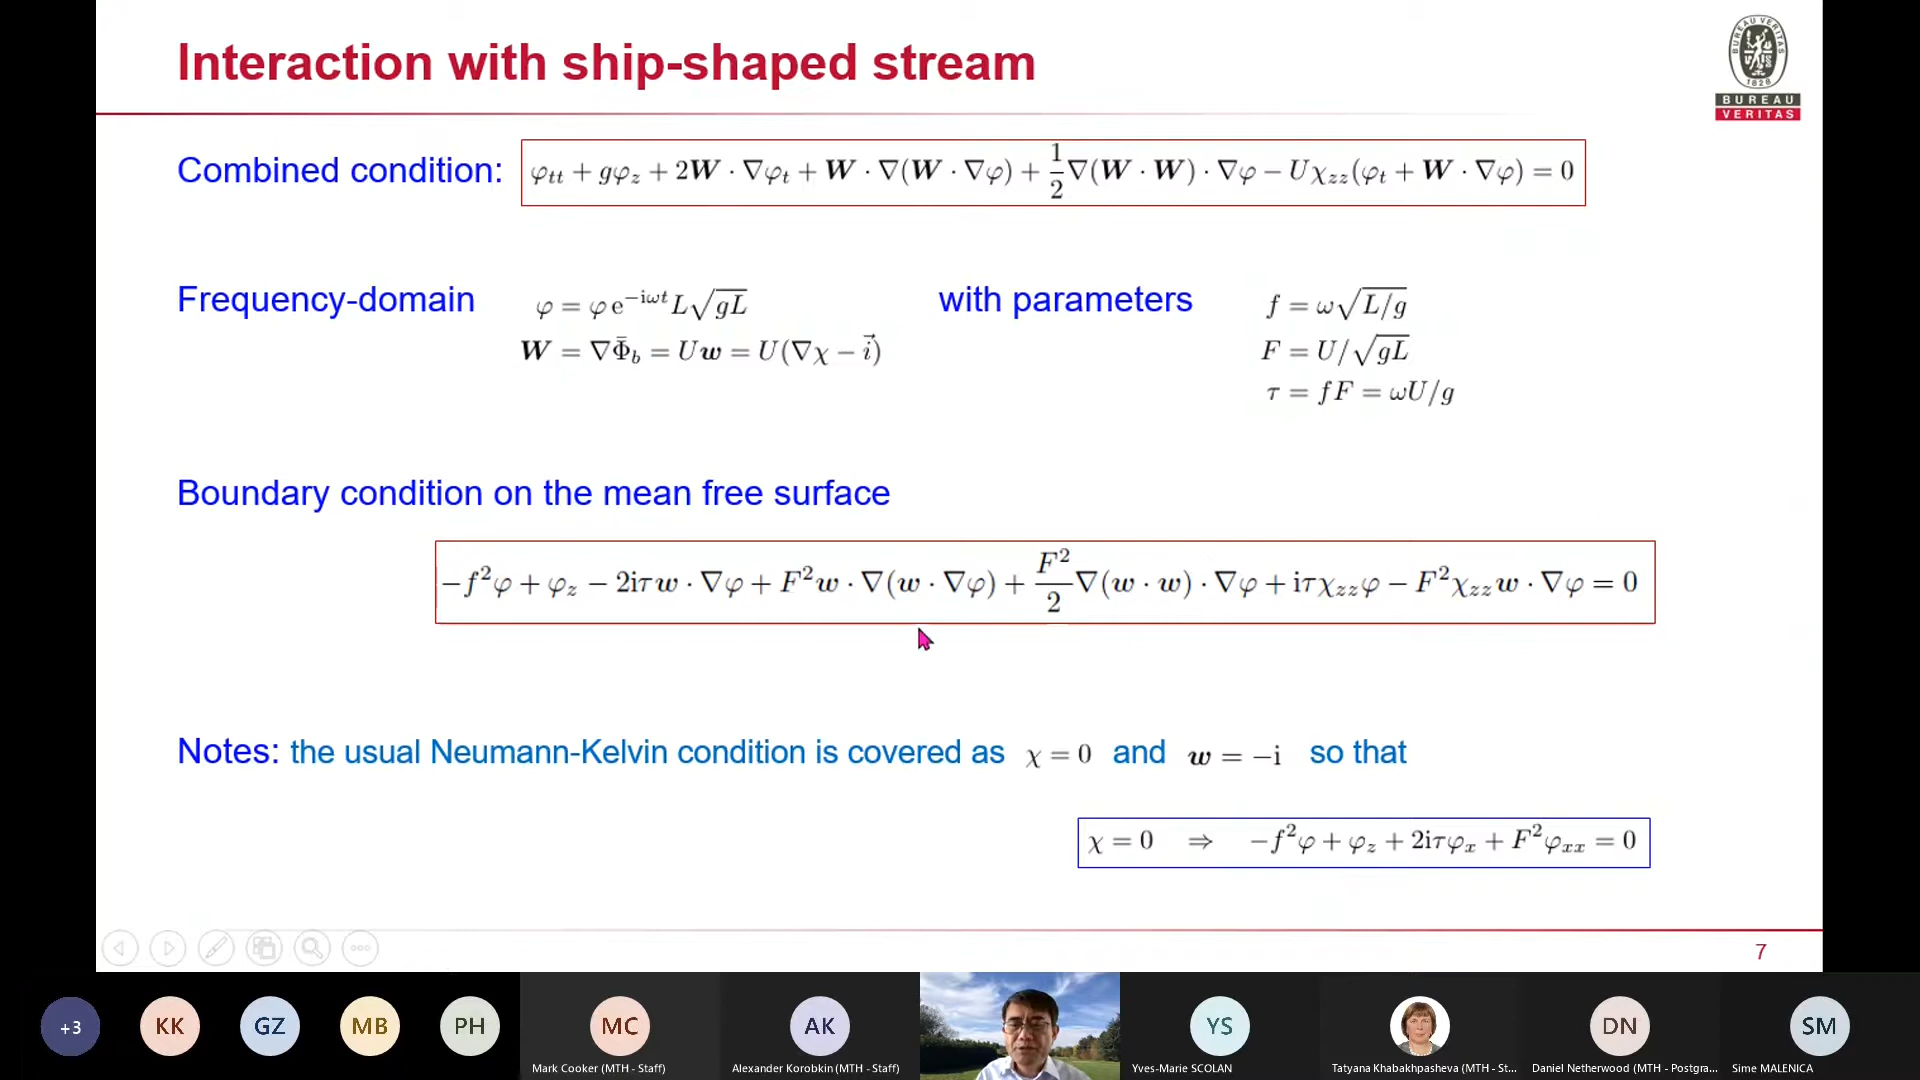 Interaction with ship-shaped stream
BUREAU VERITAS
1828
BUREAU
VERITAS
Combined condition: φ_tt + gφ_z + 2W · ∇φ_t + W · ∇(W · ∇φ) + 1/2 ∇(W · W) · ∇φ − Uχ_zz(φ_t + W · ∇φ) = 0
Frequency-domain φ = φ e^{−iωt} L√(gL) with parameters f = ω√(L/g)
W = ∇Φ̄_b = Uw = U(∇χ − i⃗) F = U/√(gL)
τ = fF = ωU/g
Boundary condition on the mean free surface
−f²φ + φ_z − 2iτw · ∇φ + F²w · ∇(w · ∇φ) + F²/2 ∇(w · w) · ∇φ + iτχ_zzφ − F²χ_zz w · ∇φ = 0
Notes: the usual Neumann-Kelvin condition is covered as χ = 0 and w = −i so that
χ = 0 ⇒ −f²φ + φ_z + 2iτφ_x + F²φ_xx = 0
7
+3
KK
GZ
MB
PH
MC
AK
YS
DN
SM
Mark Cooker (MTH - Staff)
Alexander Korobkin (MTH - Staff)
Yves-Marie SCOLAN
Tatyana Khabakhpasheva (MTH - St...
Daniel Netherwood (MTH - Postgra...
Sime MALENICA